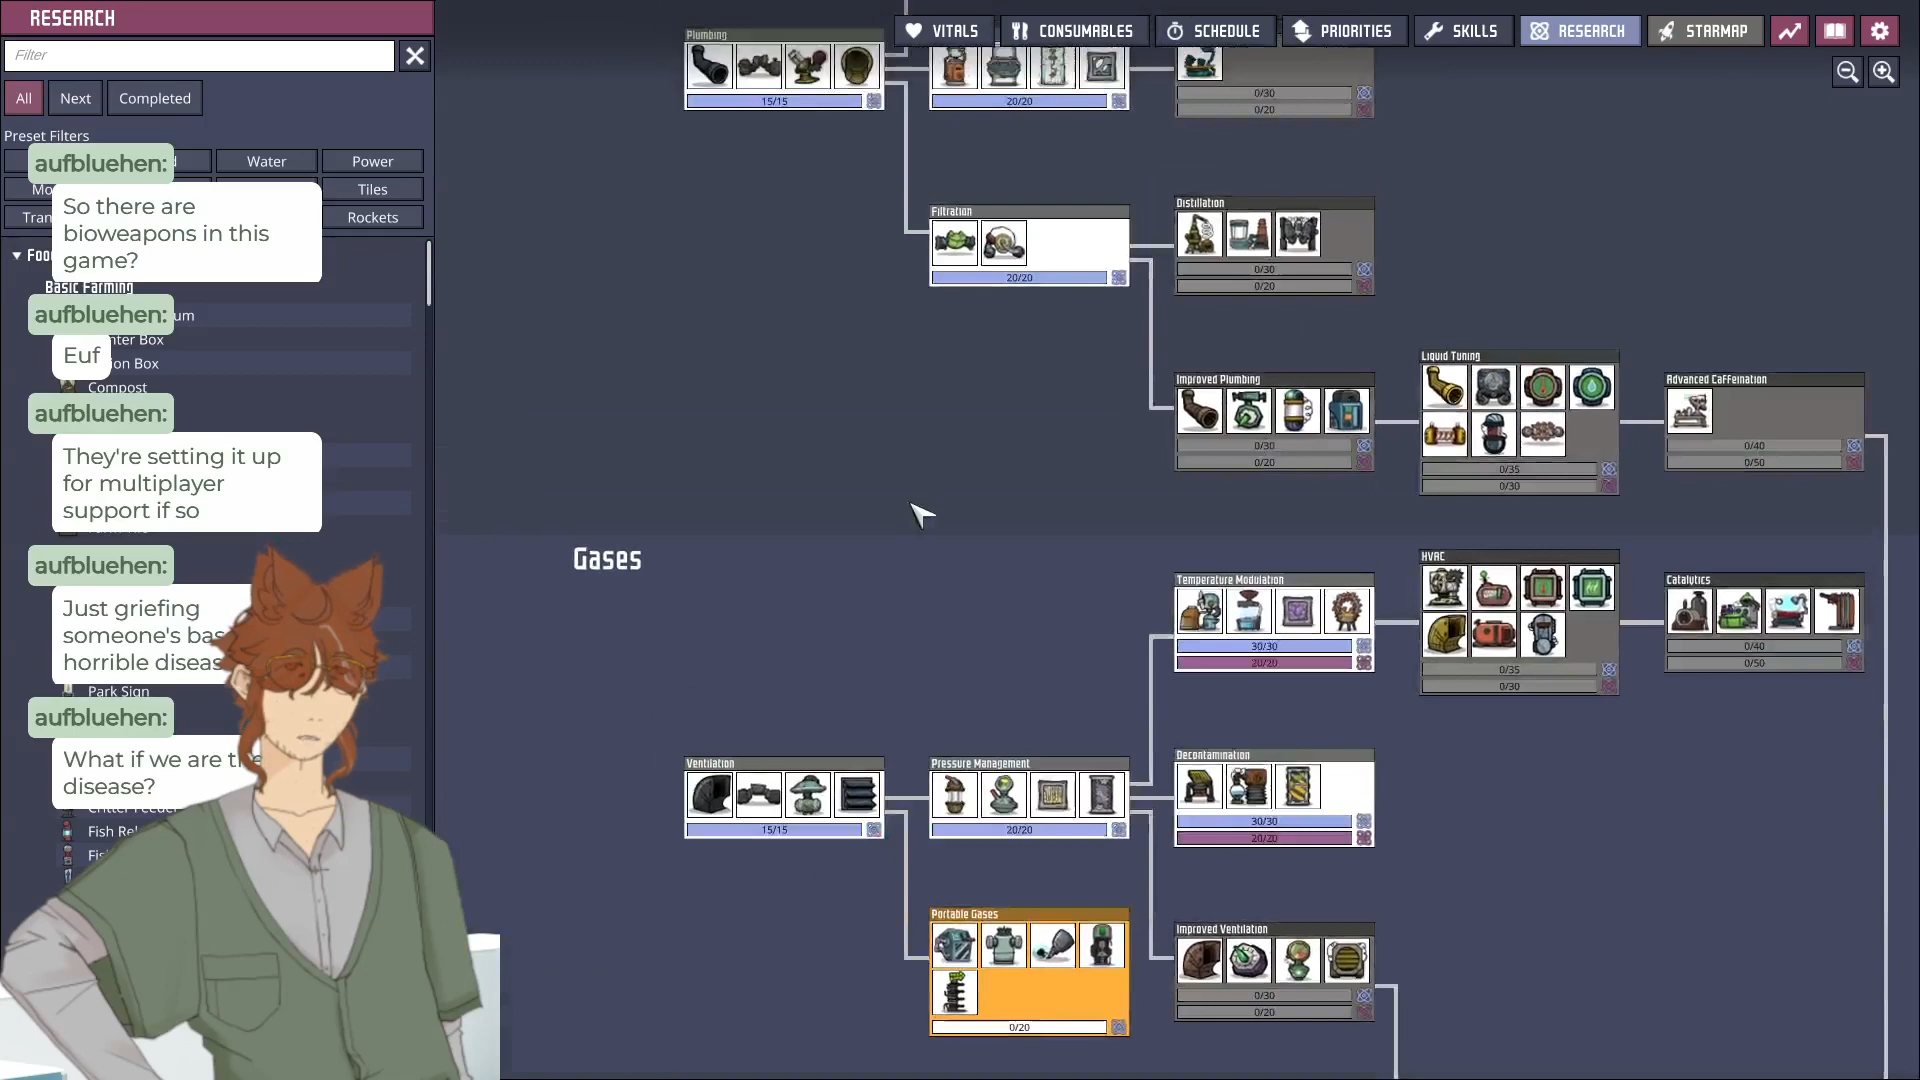 RESEARCH
Filter
All
Next
Completed
Preset Filters
Water
Power
Tiles
Rockets
Basic Farming
Compost
Park Sign
Critter Feeder
aufbluehen:
So there are
bioweapons in this
game?
aufbluehen:
Euf
aufbluehen:
They're setting it up
for multiplayer
support if so
aufbluehen:
Just griefing
someone's bas
horrible diseas
aufbluehen:
What if we are the
disease?
VITALS
CONSUMABLES
SCHEDULE
PRIORITIES
SKILLS
RESEARCH
STARMAP
Plumbing
15/15
20/20
0/30
0/20
Filtration
20/20
Distillation
0/30
0/20
Improved Plumbing
0/30
0/20
Liquid Tuning
0/35
0/30
Advanced Caffeination
0/40
0/50
Gases
Temperature Modulation
30/30
20/20
HVAC
0/35
0/30
Catalytics
0/40
0/50
Ventilation
15/15
Pressure Management
20/20
Decontamination
30/30
20/20
Portable Gases
0/20
Improved Ventilation
0/30
0/20